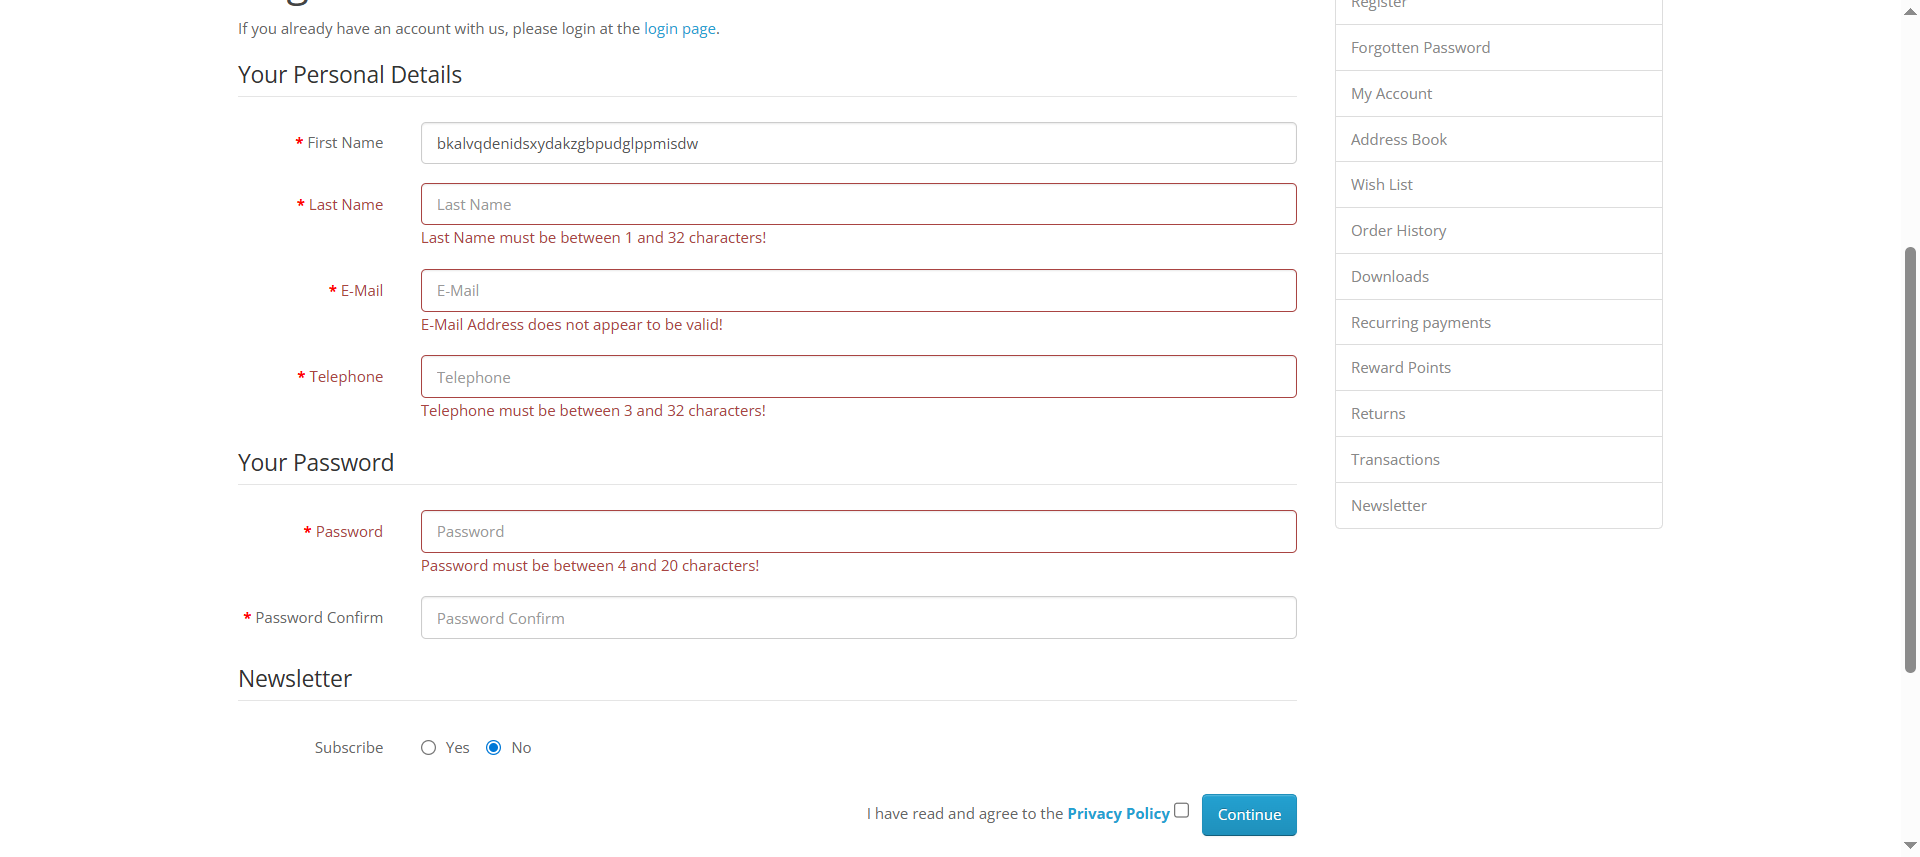 If you already have an account with us, please login at the login page.
Your Personal Details
* First Name
bkalvqdenidsxydakzgbpudglppmisdw
* Last Name
Last Name
Last Name must be between 1 and 32 characters!
* E-Mail
E-Mail
E-Mail Address does not appear to be valid!
* Telephone
Telephone
Telephone must be between 3 and 32 characters!
Your Password
* Password
Password
Password must be between 4 and 20 characters!
* Password Confirm
Password Confirm
Newsletter
Subscribe
Yes
No
I have read and agree to the Privacy Policy
Continue
Register
Forgotten Password
My Account
Address Book
Wish List
Order History
Downloads
Recurring payments
Reward Points
Returns
Transactions
Newsletter